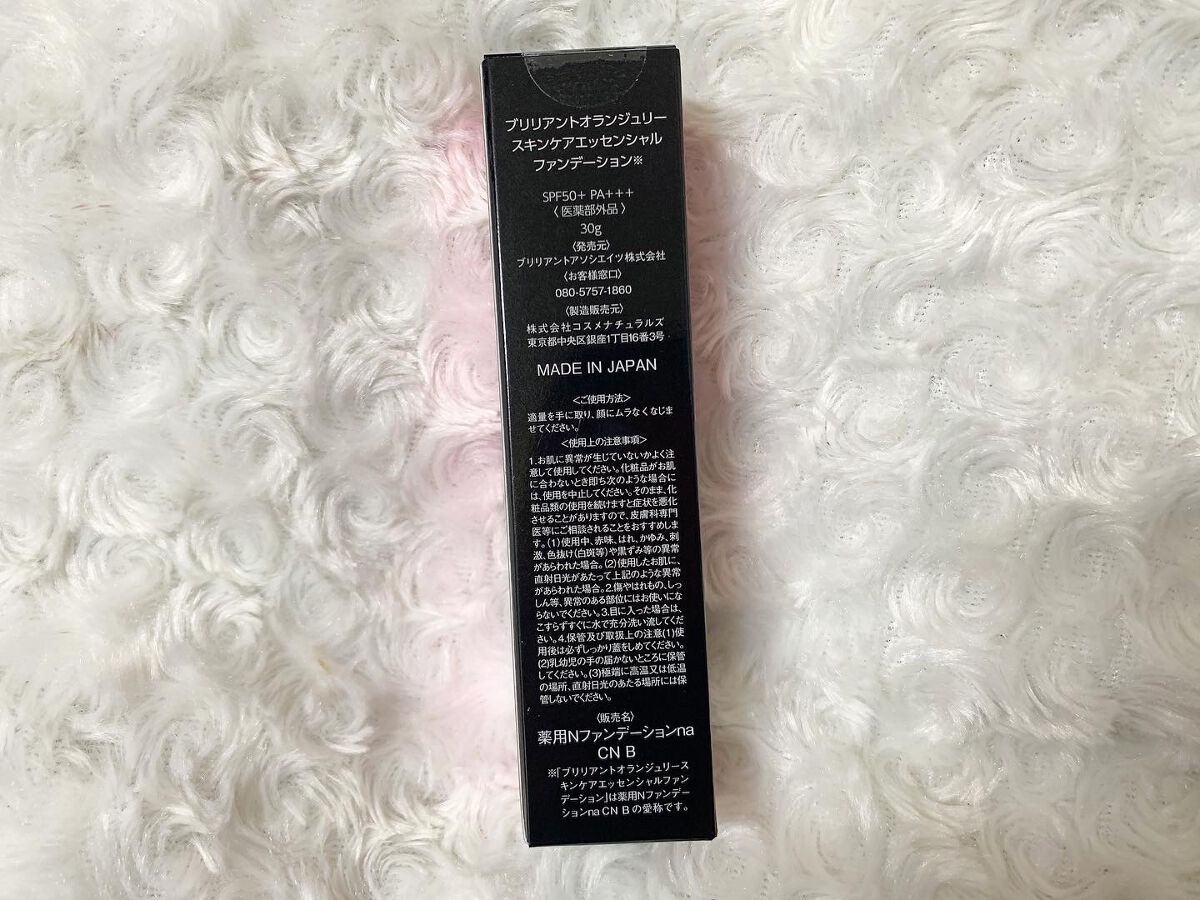 ブリリアントオランジュリー
スキンケアエッセンシャル
ファンデーション※
SPF50+ PA+++
〈 医薬部外品 〉
30g
〈発売元〉
ブリリアントアソシエイツ株式会社
〈お客様窓口〉
080-5757-1860
〈製造販売元〉
株式会社コスメナチュラルズ
東京都中央区銀座1丁目16番3号
MADE IN JAPAN
<ご使用方法>
適量を手に取り、顔にムラなくなじま
せてください。
<使用上の注意事項>
1.お肌に異常が生じていないかよく注
意して使用してください。化粧品がお肌
に合わないとき即ち次のような場合に
は、使用を中止してください。そのまま、化
粧品類の使用を続けますと症状を悪化
させることがありますので、皮膚科専門
医等にご相談されることをおすすめしま
す。(1)使用中、赤味、はれ、かゆみ、刺
激、色抜け(白斑等)や黒ずみ等の異常
があらわれた場合。(2)使用したお肌に、
直射日光があたって上記のような異常
があらわれた場合。2.傷やはれもの、しっ
しん等、異常のある部位にはお使いにな
らないでください。3.目に入った場合は、
こすらずすぐに水で充分洗い流してくだ
さい。4.保管及び取扱上の注意(1)使
用後は必ずしっかり蓋をしめてください。
(2)乳幼児の手の届かないところに保管
してください。(3)極端に高温又は低温
の場所、直射日光のあたる場所には保
管しないでください。
〈販売名〉
薬用Nファンデーションna
CN B
※「ブリリアントオランジュリース
キンケアエッセンシャルファン
デーション」は薬用Nファンデー
ションna CN B の愛称です。